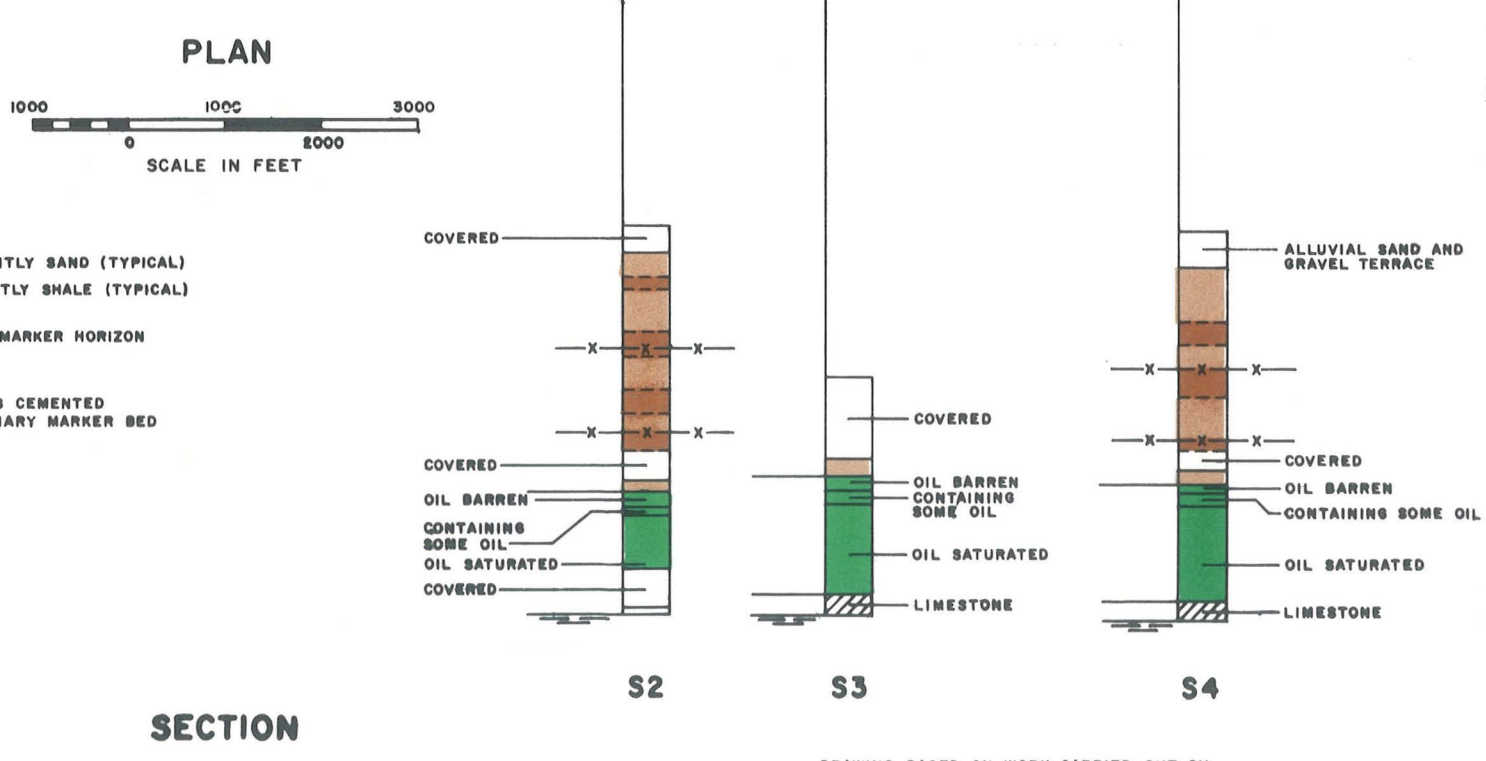 PLAN
1000 1000 3000
0 2000
SCALE IN FEET
TLY SAND (TYPICAL)
TLY SHALE (TYPICAL)
MARKER HORIZON
CEMENTED
MARKER BED
COVERED
X X X
X X X
COVERED
OIL BARREN
CONTAINING
SOME OIL
OIL SATURATED
COVERED
S2
COVERED
OIL BARREN
CONTAINING
SOME OIL
OIL SATURATED
LIMESTONE
S3
ALLUVIAL SAND AND
GRAVEL TERRACE
X X X
X X X
COVERED
OIL BARREN
CONTAINING SOME OIL
OIL SATURATED
LIMESTONE
S4
SECTION